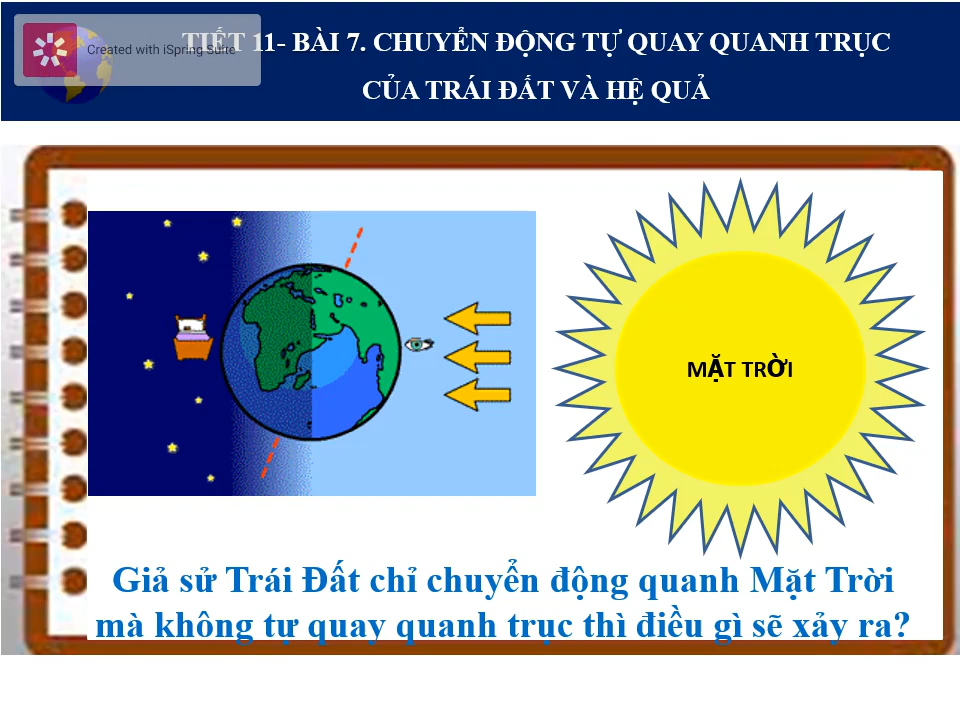 Created with iSpring Suite
TIẾT 11- BÀI 7. CHUYỂN ĐỘNG TỰ QUAY QUANH TRỤC
CỦA TRÁI ĐẤT VÀ HỆ QUẢ
MẶT TRỜI
Giả sử Trái Đất chỉ chuyển động quanh Mặt Trời
mà không tự quay quanh trục thì điều gì sẽ xảy ra?